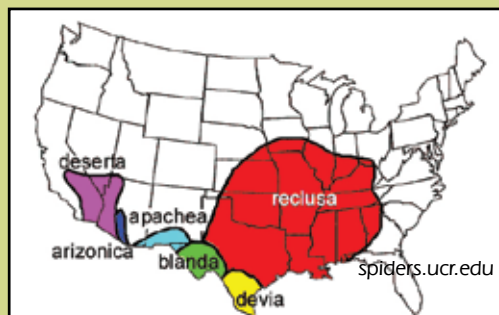 deserta
reclusa
apachea
arizonica
blanda
spiders.ucr.edu
devia